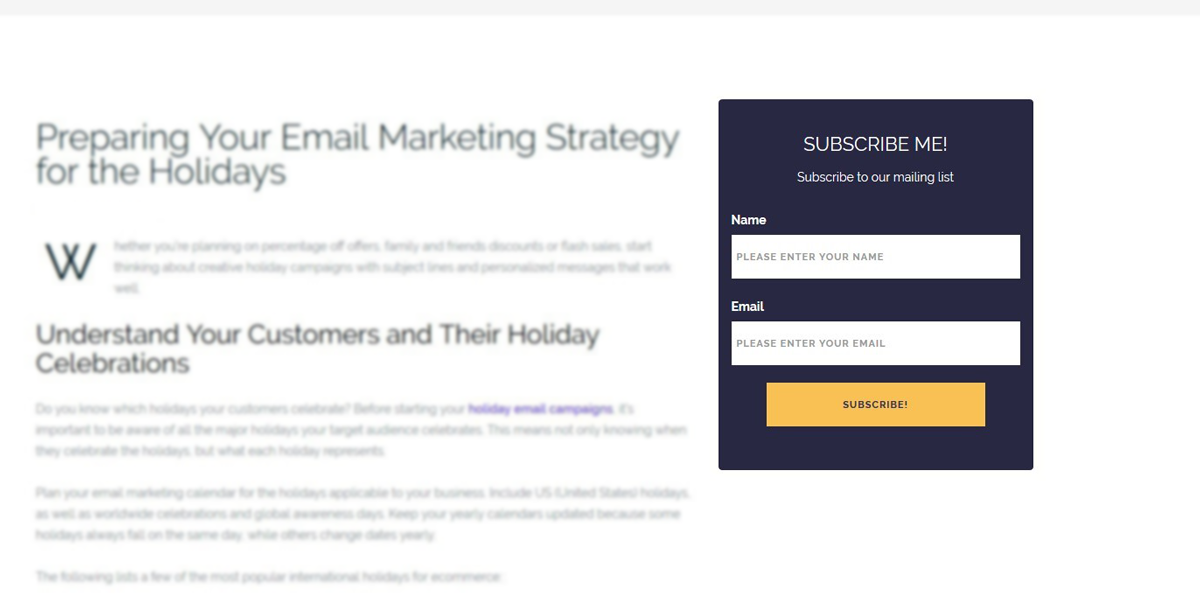 Preparing Your Email Marketing Strategy
for the Holidays
Whether you're planning on percentage off offers, family and friends discounts or flash sales, start
thinking about creative holiday campaigns with subject lines and personalized messages that work
well.
Understand Your Customers and Their Holiday
Celebrations
Do you know which holidays your customers celebrate? Before starting your holiday email campaigns, it's
important to be aware of all the major holidays your target audience celebrates. This means not only knowing when
they celebrate the holidays, but what each holiday represents.
Plan your email marketing calendar for the holidays applicable to your business. Include US (United States) holidays,
as well as worldwide celebrations and global awareness days. Keep your yearly calendars updated because some
holidays always fall on the same day, while others change dates yearly.
The following lists a few of the most popular international holidays for ecommerce:
SUBSCRIBE ME!
Subscribe to our mailing list
Name
PLEASE ENTER YOUR NAME
Email
PLEASE ENTER YOUR EMAIL
SUBSCRIBE!